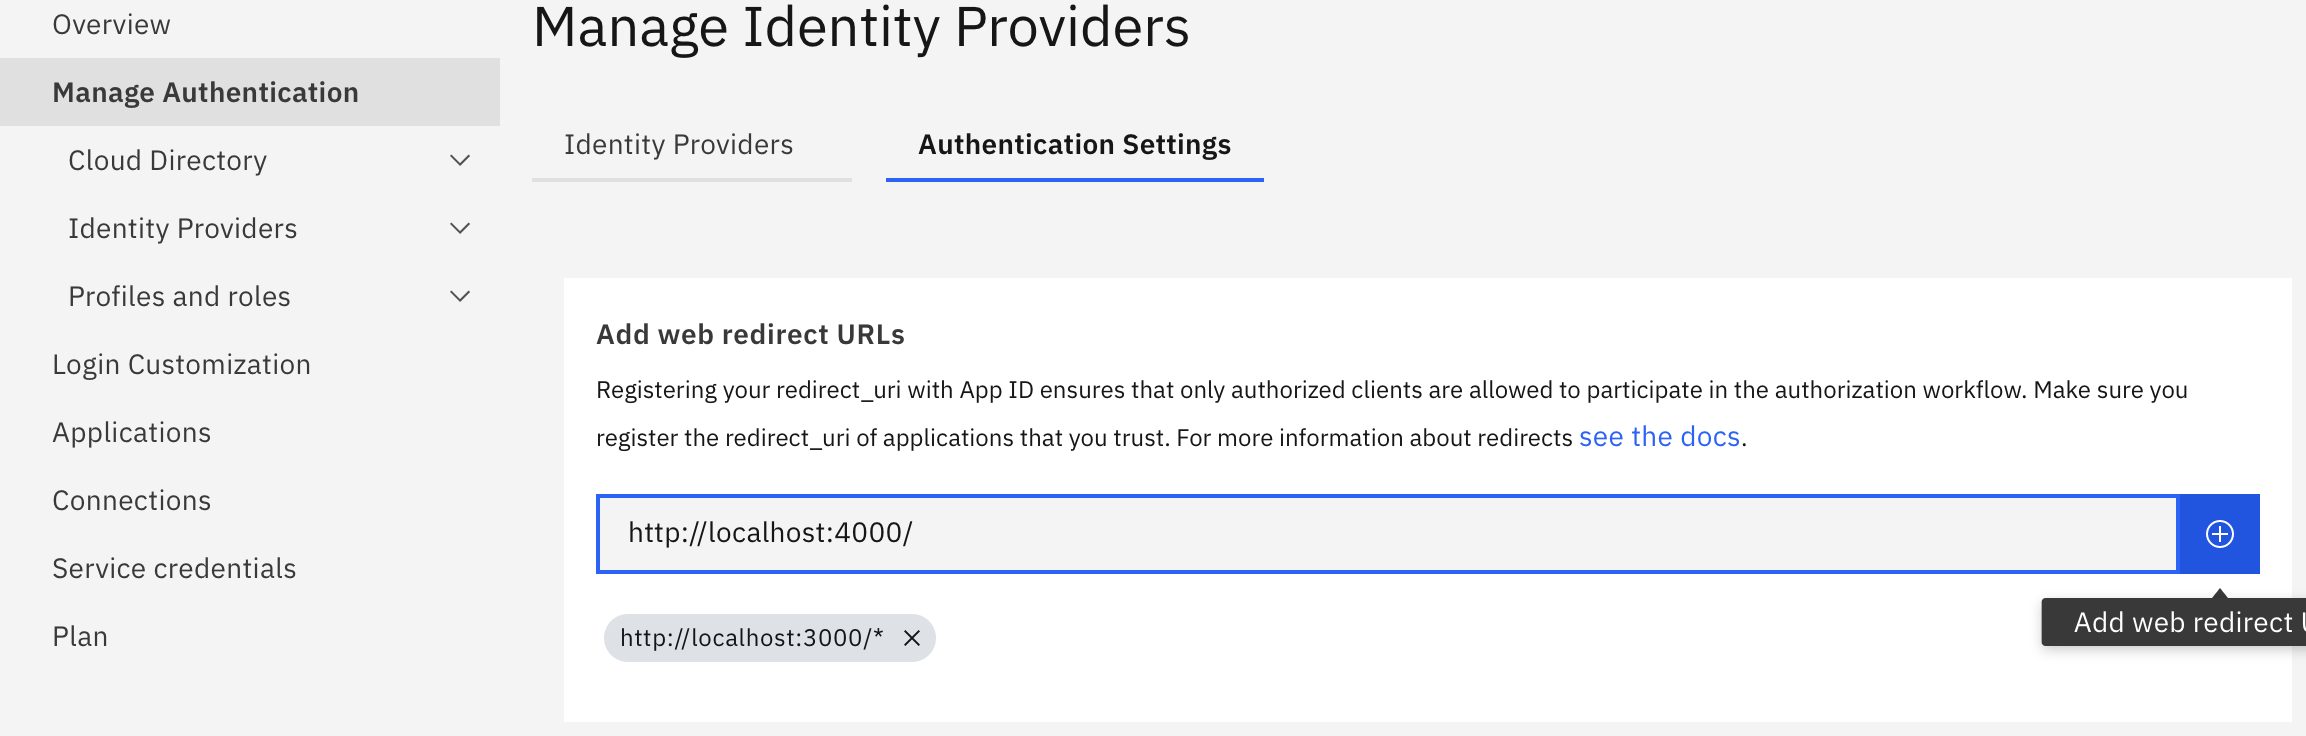 Overview
Manage Authentication
Cloud Directory
Identity Providers
Profiles and roles
Login Customization
Applications
Connections
Service credentials
Plan
Manage Identity Providers
Identity Providers
Authentication Settings
Add web redirect URLs
Registering your redirect_uri with App ID ensures that only authorized clients are allowed to participate in the authorization workflow. Make sure you
register the redirect_uri of applications that you trust. For more information about redirects see the docs.
http://localhost:4000/
http://localhost:3000/*
Add web redirect